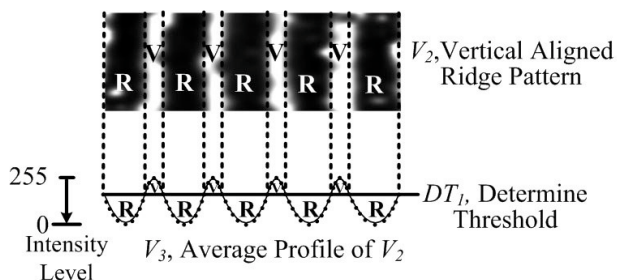 V V V V
R R R R R
V₂,Vertical Aligned
Ridge Pattern
255
V V V V
DT₁, Determine
Threshold
R R R R R
0
Intensity
Level
V₃, Average Profile of V₂